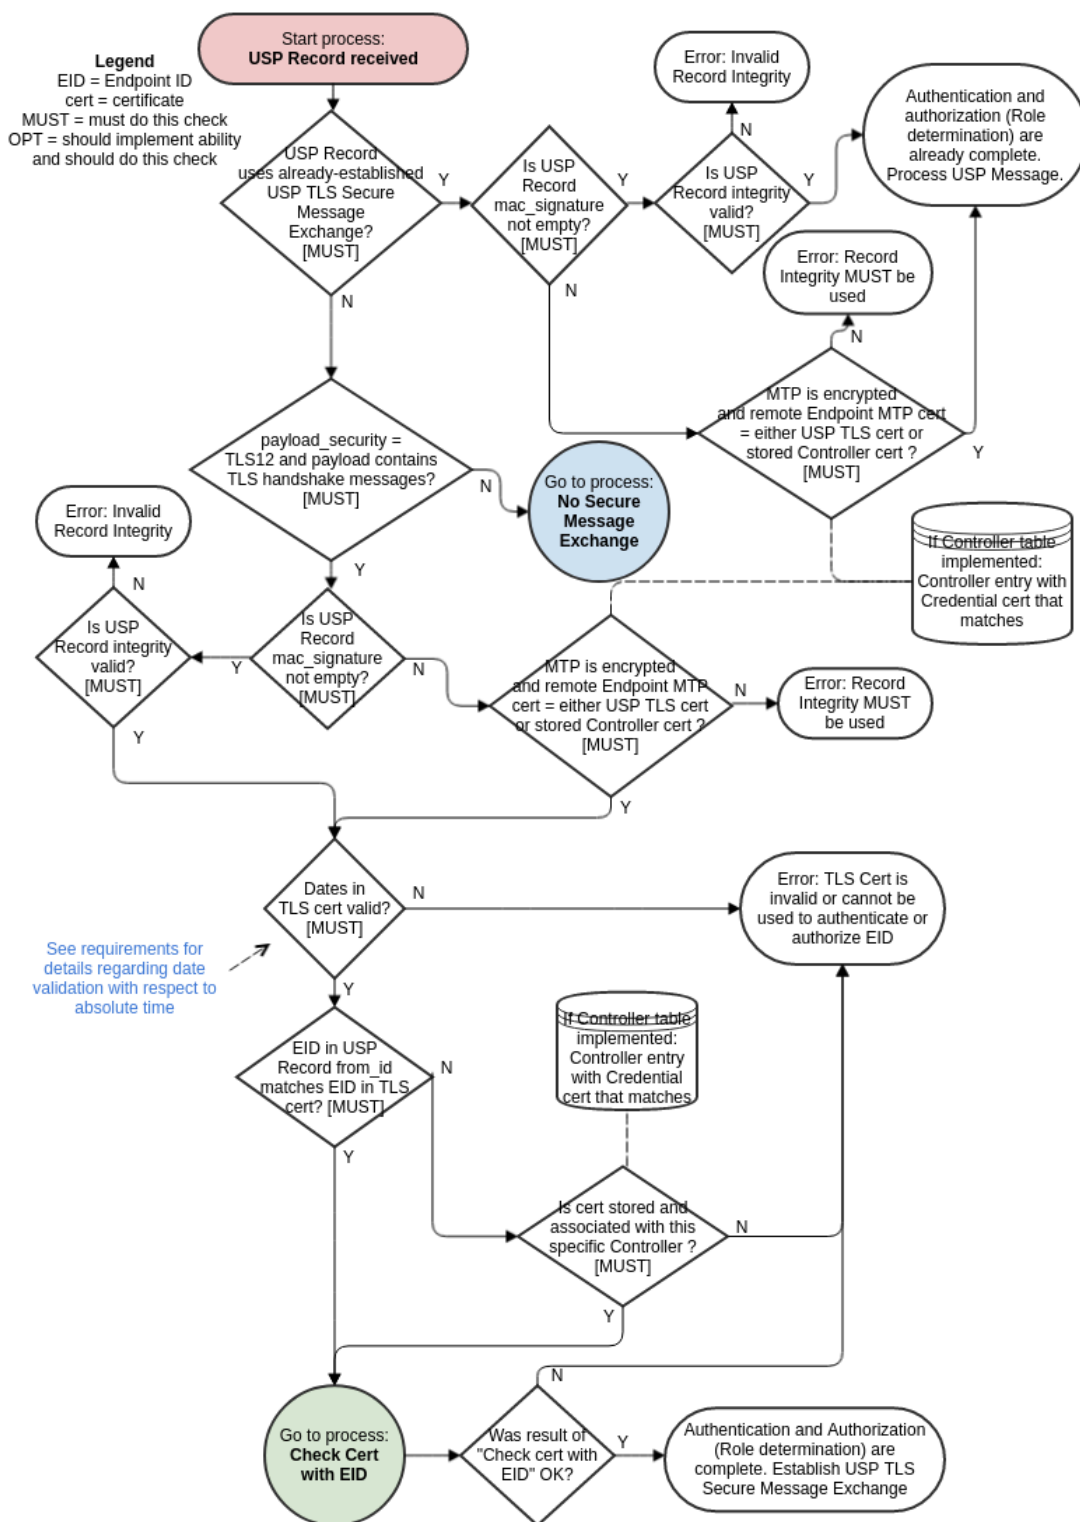 Start process:
USP Record received
Legend
EID = Endpoint ID
cert = certificate
MUST = must do this check
OPT = should implement ability
and should do this check
Error: Invalid
Record Integrity
Authentication and
authorization (Role
determination) are
already complete.
Process USP Message.
USP Record
uses already-established
USP TLS Secure
Message
Exchange?
[MUST]
Y
Is USP
Record
mac_signature
not empty?
[MUST]
Y
N
Is USP
Record integrity
valid?
[MUST]
Y
Error: Record
Integrity MUST be
used
N
N
N
MTP is encrypted
and remote Endpoint MTP cert
= either USP TLS cert or
stored Controller cert ?
[MUST]
Y
payload_security =
TLS12 and payload contains
TLS handshake messages?
[MUST]
N
Go to process:
No Secure
Message
Exchange
Error: Invalid
Record Integrity
If Controller table
implemented:
Controller entry with
Credential cert that
matches
Y
N
Is USP
Record integrity
valid?
[MUST]
Y
Is USP
Record
mac_signature
not empty?
[MUST]
N
MTP is encrypted
and remote Endpoint MTP
cert = either USP TLS cert
or stored Controller cert ?
[MUST]
N
Error: Record
Integrity MUST
be used
Y
Y
Dates in
TLS cert valid?
[MUST]
N
Error: TLS Cert is
invalid or cannot be
used to authenticate or
authorize EID
See requirements for
details regarding date
validation with respect to
absolute time
Y
EID in USP
Record from_id
matches EID in TLS
cert? [MUST]
N
If Controller table
implemented:
Controller entry
with Credential
cert that matches
Y
Is cert stored and
associated with this
specific Controller ?
[MUST]
N
Y
Go to process:
Check Cert
with EID
N
Was result of
"Check cert with
EID" OK?
Y
Authentication and Authorization
(Role determination) are
complete. Establish USP TLS
Secure Message Exchange